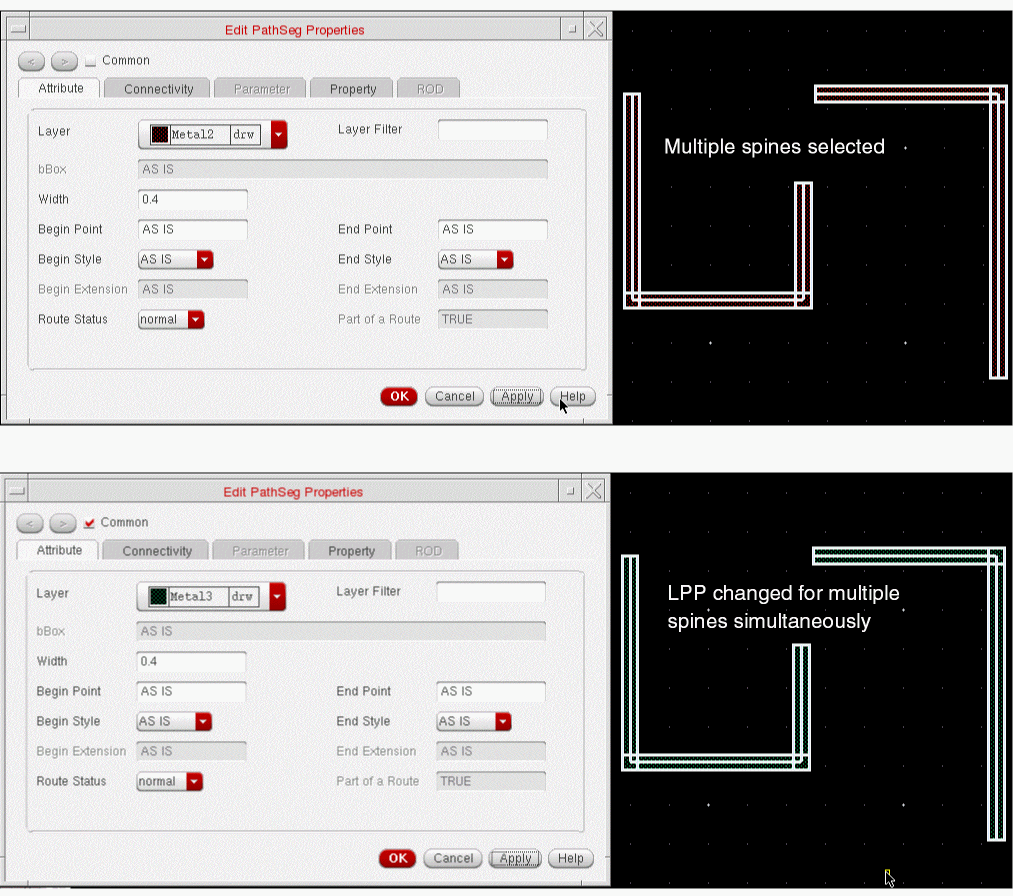 Edit PathSeg Properties
< > Common
Attribute Connectivity Parameter Property ROD
Layer Metal2 drw Layer Filter
bBox AS IS
Width 0.4
Begin Point AS IS End Point AS IS
Begin Style AS IS End Style AS IS
Begin Extension AS IS End Extension AS IS
Route Status normal Part of a Route TRUE
OK Cancel Apply Help
Multiple spines selected
Edit PathSeg Properties
< > Common
Attribute Connectivity Parameter Property ROD
Layer Metal3 drw Layer Filter
bBox AS IS
Width 0.4
Begin Point AS IS End Point AS IS
Begin Style AS IS End Style AS IS
Begin Extension AS IS End Extension AS IS
Route Status normal Part of a Route TRUE
OK Cancel Apply Help
LPP changed for multiple
spines simultaneously